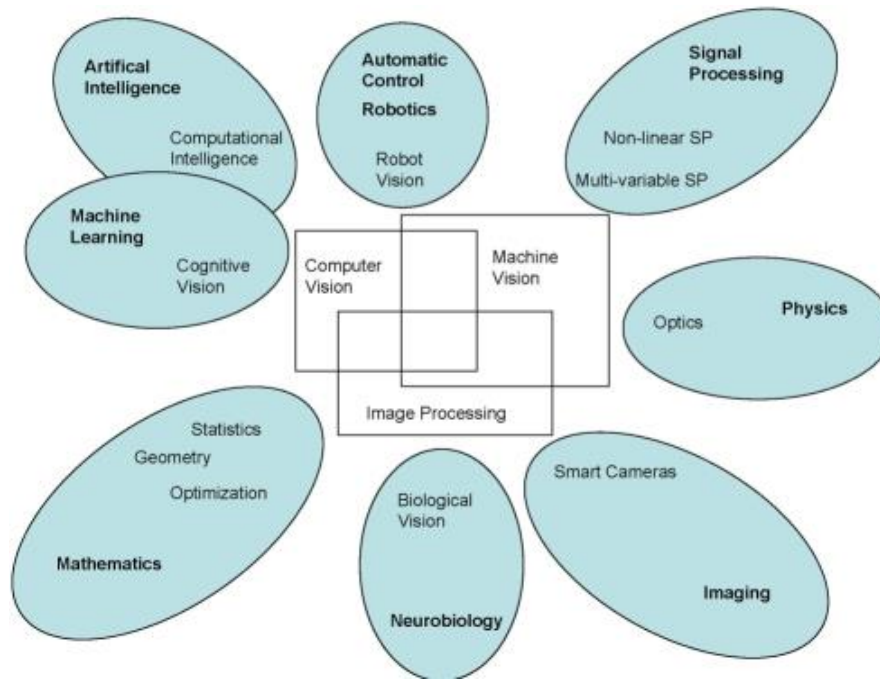 Artifical
Intelligence
Computational
Intelligence
Automatic
Control
Robotics
Robot
Vision
Signal
Processing
Non-linear SP
Multi-variable SP
Machine
Learning
Cognitive
Vision
Computer
Vision
Machine
Vision
Image Processing
Optics
Physics
Statistics
Geometry
Optimization
Mathematics
Biological
Vision
Neurobiology
Smart Cameras
Imaging